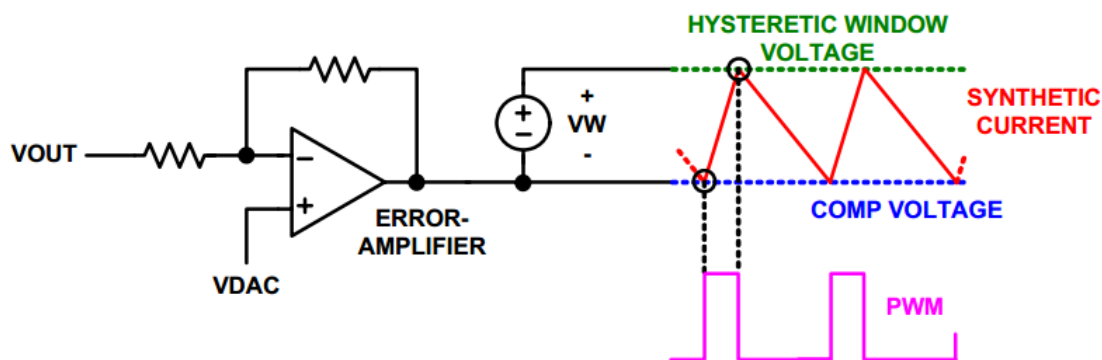 HYSTERETIC WINDOW
VOLTAGE
SYNTHETIC
CURRENT
+
+
VW
VOUT
−
−
-
+
COMP VOLTAGE
ERROR-
AMPLIFIER
VDAC
PWM